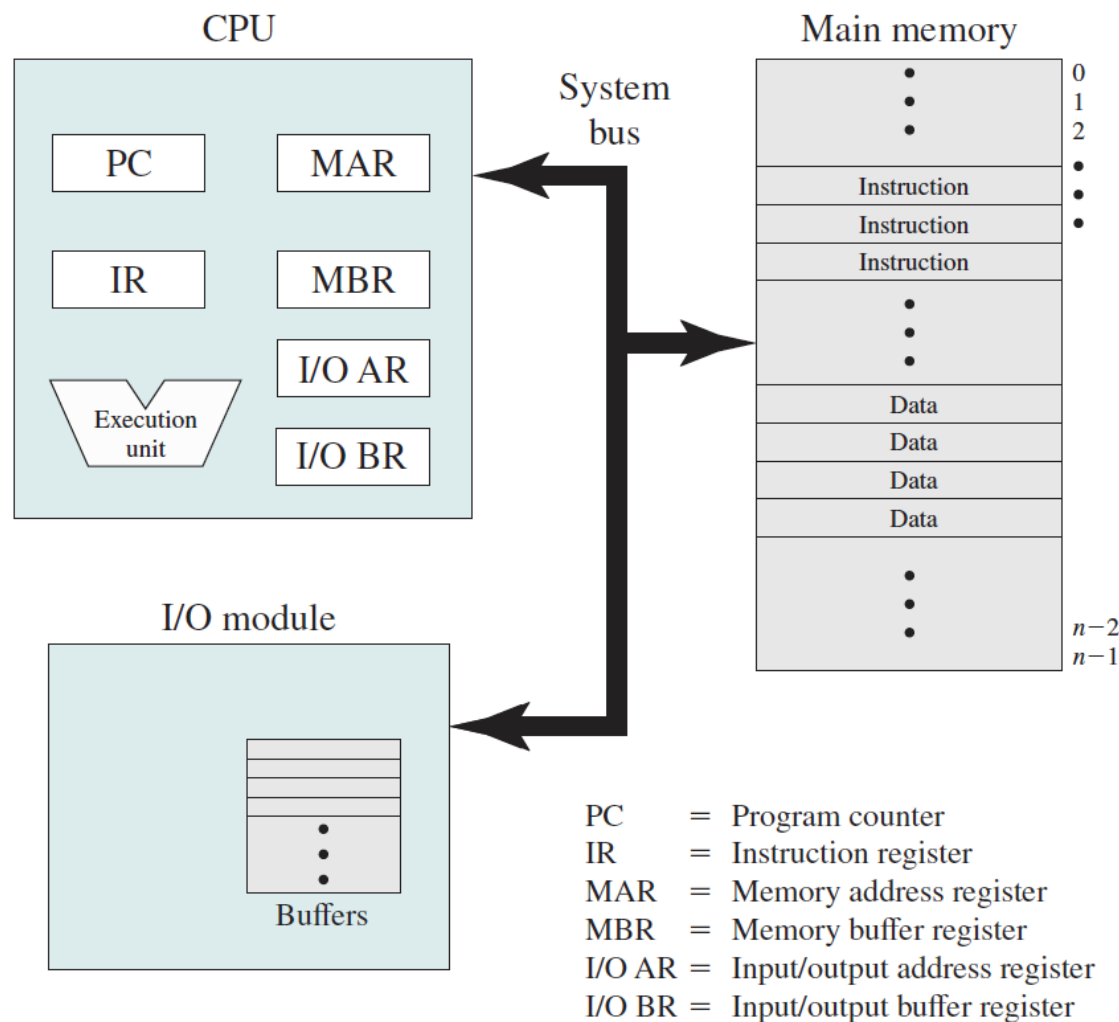 CPU
PC
MAR
IR
MBR
I/O AR
Execution
unit
I/O BR
System
bus
Main memory
0
1
2
Instruction
Instruction
Instruction
Data
Data
Data
Data
n−2
n−1
I/O module
Buffers
PC = Program counter
IR = Instruction register
MAR = Memory address register
MBR = Memory buffer register
I/O AR = Input/output address register
I/O BR = Input/output buffer register